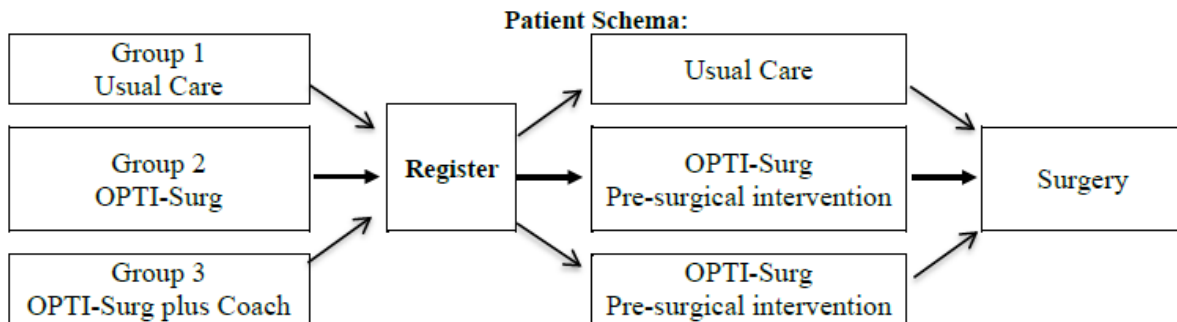 Patient Schema:
Group 1
Usual Care
Group 2
OPTI-Surg
Group 3
OPTI-Surg plus Coach
Register
Usual Care
OPTI-Surg
Pre-surgical intervention
OPTI-Surg
Pre-surgical intervention
Surgery